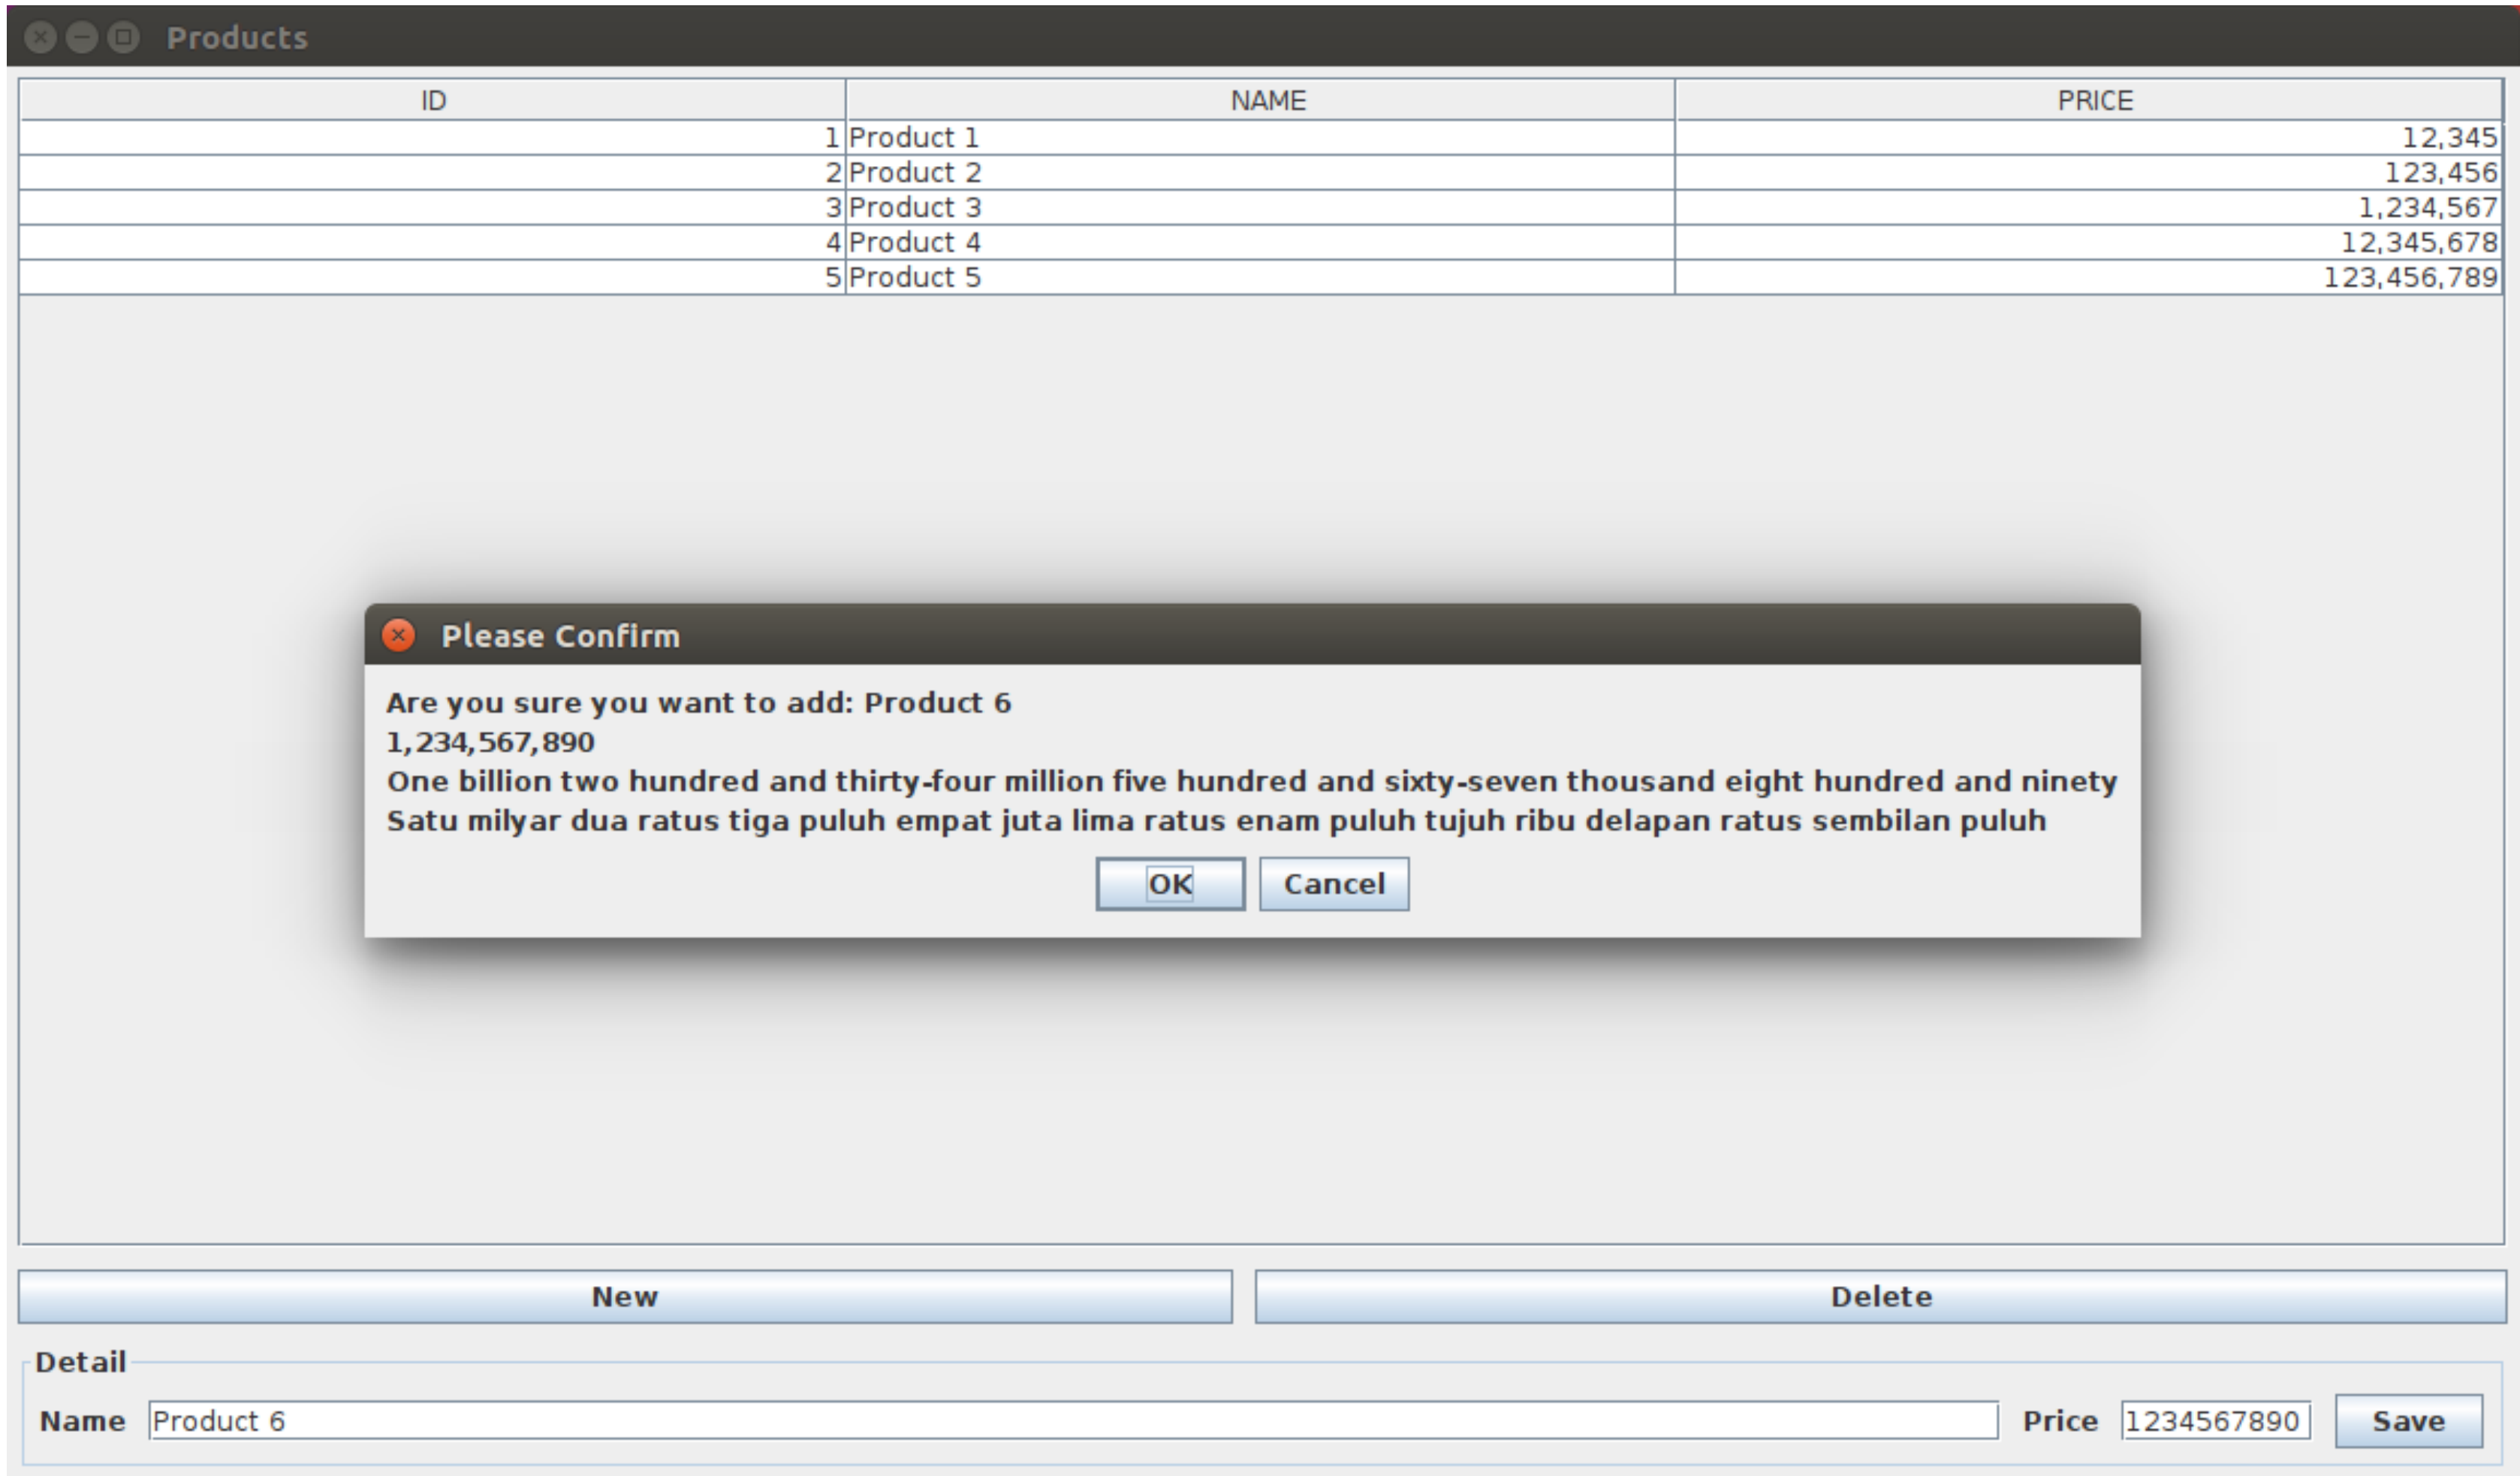 Products
ID NAME PRICE
1 Product 1 12,345
2 Product 2 123,456
3 Product 3 1,234,567
4 Product 4 12,345,678
5 Product 5 123,456,789
Please Confirm
Are you sure you want to add: Product 6
1,234,567,890
One billion two hundred and thirty-four million five hundred and sixty-seven thousand eight hundred and ninety
Satu milyar dua ratus tiga puluh empat juta lima ratus enam puluh tujuh ribu delapan ratus sembilan puluh
OK Cancel
New Delete
Detail
Name Product 6 Price 1234567890 Save